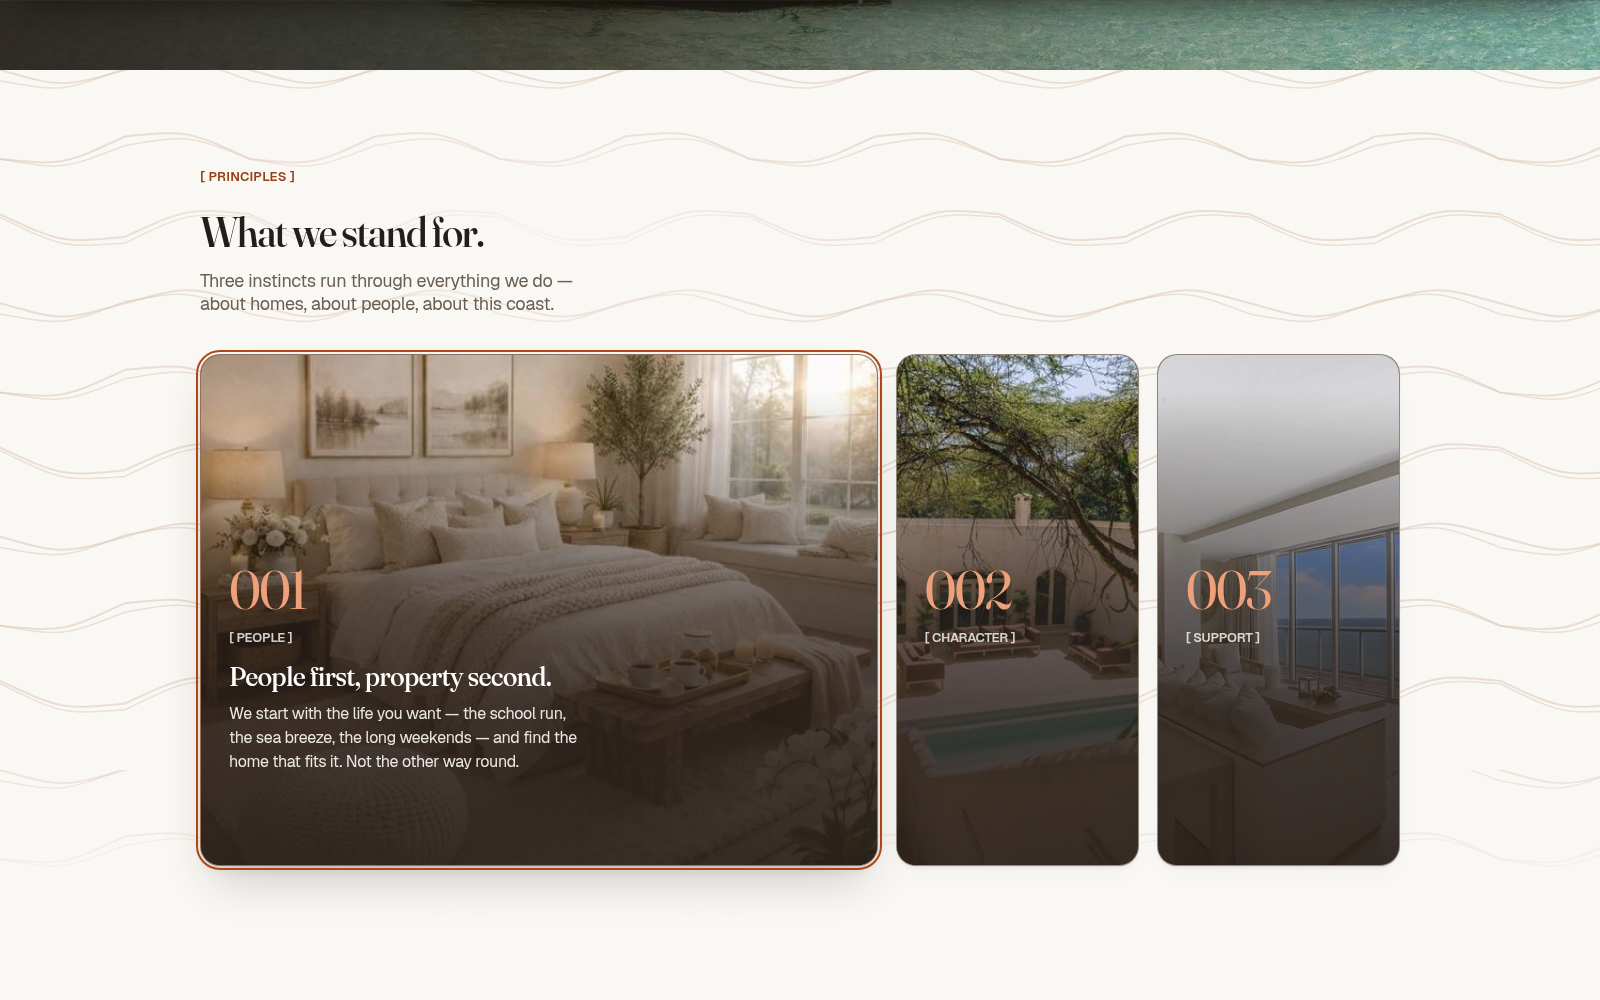 [ PRINCIPLES ]
What we stand for.
Three instincts run through everything we do —
about homes, about people, about this coast.
001
[ PEOPLE ]
People first, property second.
We start with the life you want — the school run,
the sea breeze, the long weekends — and find the
home that fits it. Not the other way round.
002
[ CHARACTER ]
003
[ SUPPORT ]